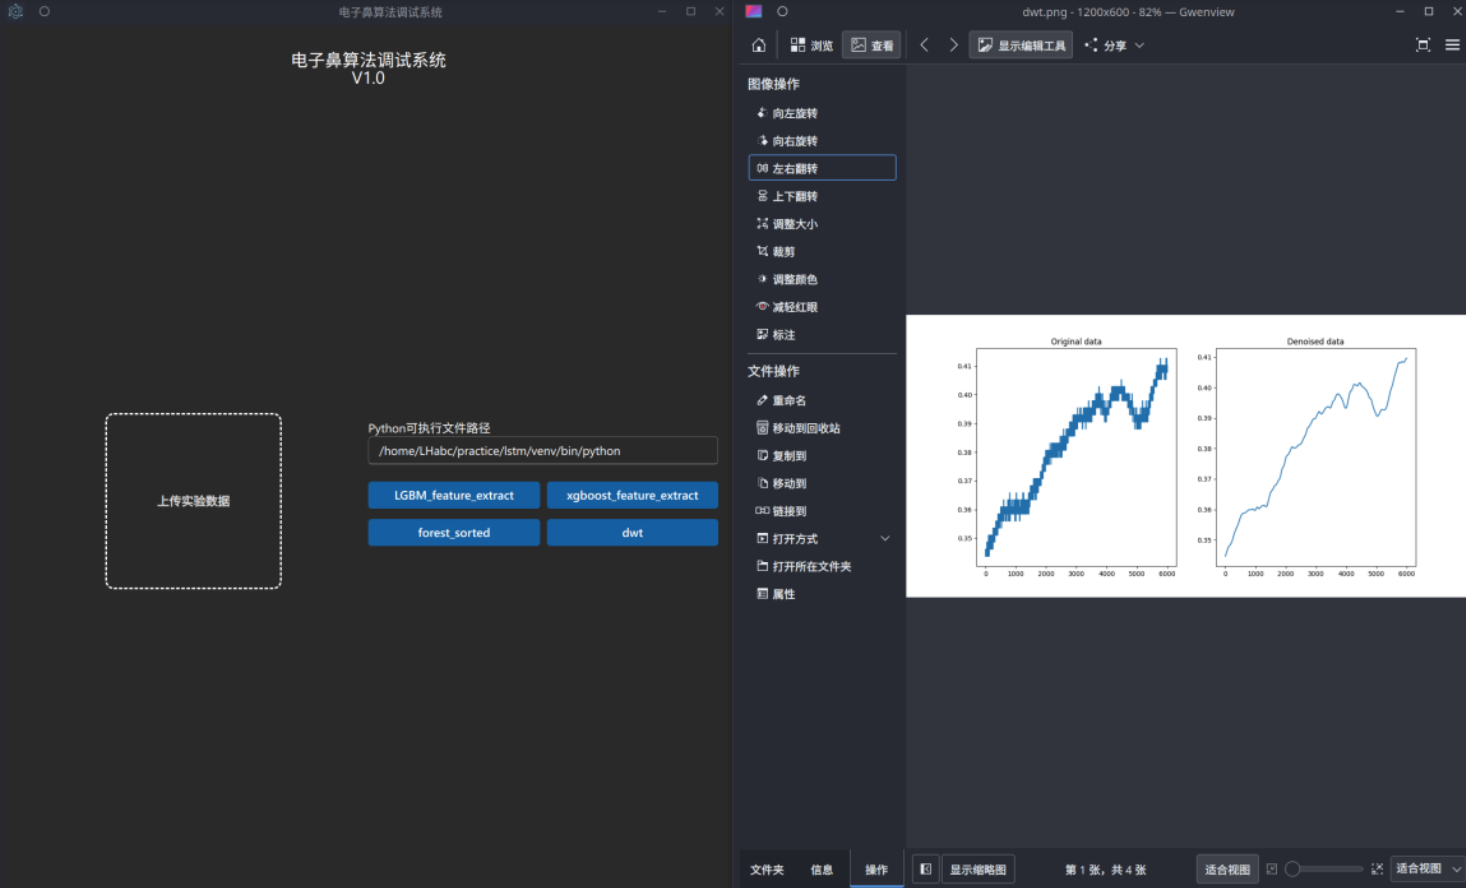 电子鼻算法调试系统
电子鼻算法调试系统
V1.0
上传实验数据
Python可执行文件路径
/home/LHabc/practice/lstm/venv/bin/python
LGBM_feature_extract
xgboost_feature_extract
forest_sorted
dwt
dwt.png - 1200x600 - 82% — Gwenview
浏览
查看
显示编辑工具
分享
图像操作
向左旋转
向右旋转
左右翻转
上下翻转
调整大小
裁剪
调整颜色
减轻红眼
标注
文件操作
重命名
移动到回收站
复制到
移动到
链接到
打开方式
打开所在文件夹
属性
Original data
0.41
0.40
0.39
0.38
0.37
0.36
0.35
0 1000 2000 3000 4000 5000 6000
Denoised data
0.41
0.40
0.39
0.38
0.37
0.36
0.35
0 1000 2000 3000 4000 5000 6000
文件夹 信息 操作
显示缩略图
第 1 张，共 4 张
适合视图
适合视图